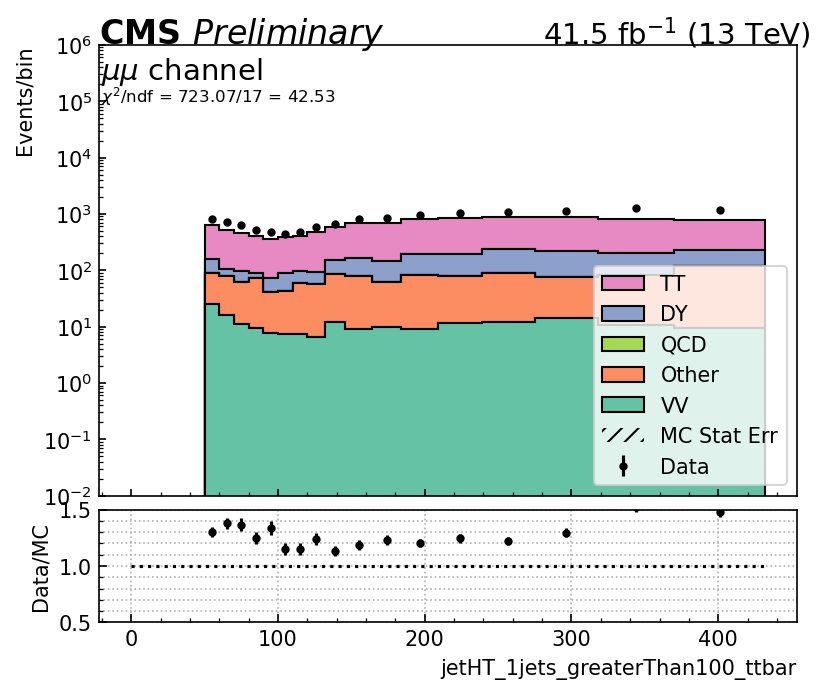 CMS Preliminary 41.5 fb⁻¹ (13 TeV)
μμ channel
χ²/ndf = 723.07/17 = 42.53
Events/bin
10⁶
10⁵
10⁴
10³
10²
10¹
10⁰
10⁻¹
10⁻²
TT
DY
QCD
Other
VV
MC Stat Err
Data
Data/MC
1.5
1.0
0.5
0 100 200 300 400
jetHT_1jets_greaterThan100_ttbar